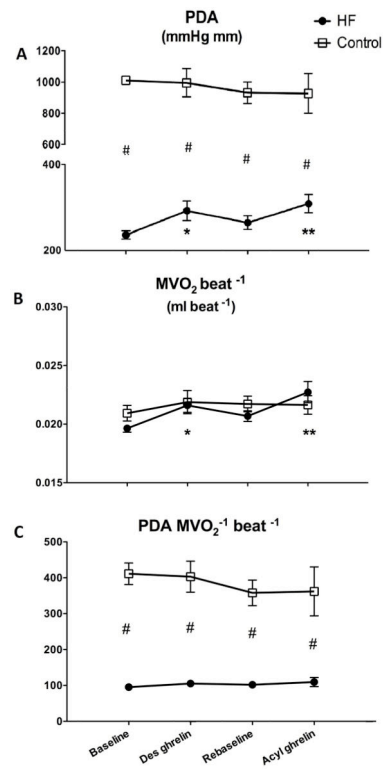 PDA
(mmHg mm)
HF
Control
A
1200
1000
800
600
400
200
#
#
#
#
*
**
B
MVO₂ beat ⁻¹
(ml beat ⁻¹)
0.030
0.025
0.020
0.015
*
**
C
PDA MVO₂⁻¹ beat ⁻¹
500
400
300
200
100
0
#
#
#
#
Baseline
Des ghrelin
Rebaseline
Acyl ghrelin